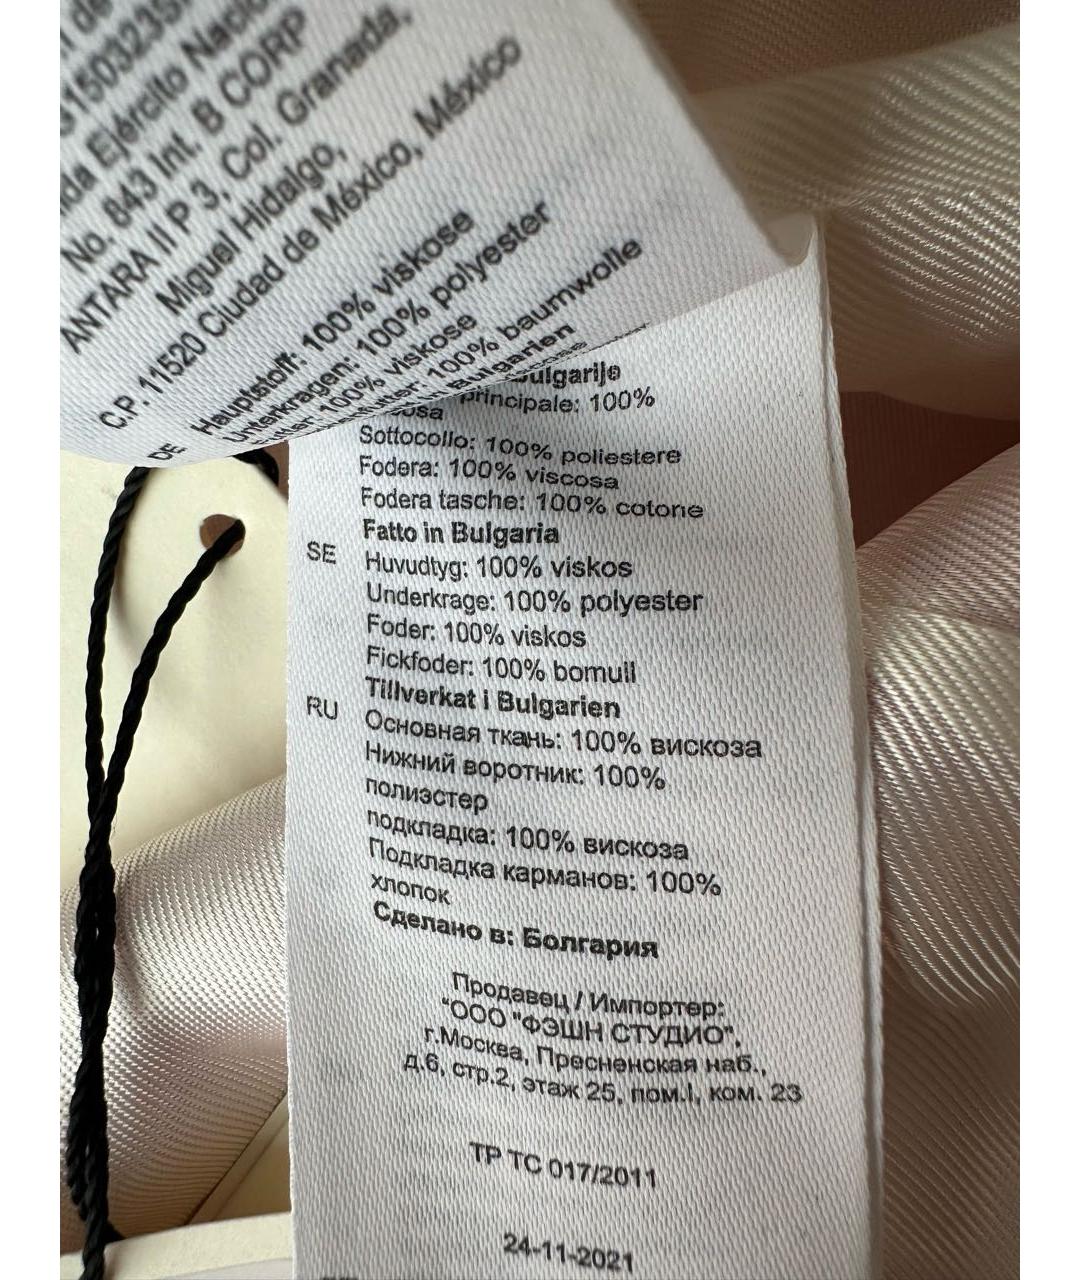 31503235
Ejército Nacio
No. 843 Int. B CORP
ANTARA II P 3, Col. Granada,
Miguel Hidalgo,
C.P. 11520 Ciudad de México, México
DE Hauptstoff: 100% viskose
Unterkragen: 100% polyester
100% viskose
100% baumwolle
Bulgarien
Bulgarije
principale: 100%
Sottocollo: 100% poliestere
Fodera: 100% viscosa
Fodera tasche: 100% cotone
Fatto in Bulgaria
SE Huvudtyg: 100% viskos
Underkrage: 100% polyester
Foder: 100% viskos
Fickfoder: 100% bomull
Tillverkat i Bulgarien
RU Основная ткань: 100% вискоза
Нижний воротник: 100%
полиэстер
подкладка: 100% вискоза
Подкладка карманов: 100%
хлопок
Сделано в: Болгария
Продавец / Импортер:
"ООО "ФЭШН СТУДИО",
г.Москва, Пресненская наб.,
д.6, стр.2, этаж 25, пом.I, ком. 23
ТР ТС 017/2011
24-11-2021